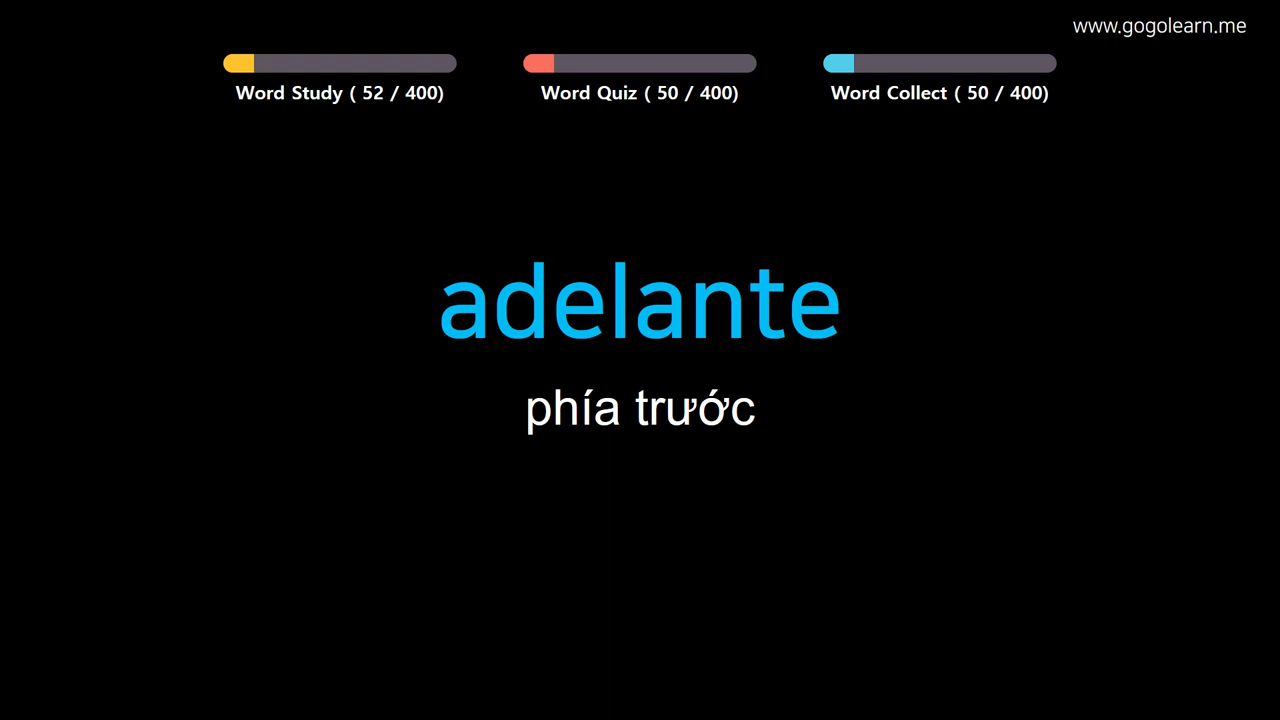 www.gogolearn.me
Word Study ( 52 / 400)
Word Quiz ( 50 / 400)
Word Collect ( 50 / 400)
adelante
phía trước